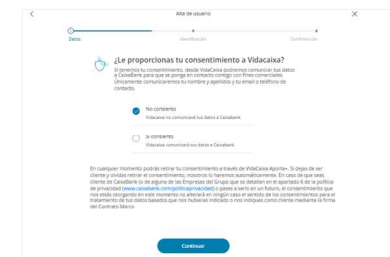 Alta de usuario
Datos
Identificación
Confirmación
¿Le proporcionas tu consentimiento a Vidacaixa?
Si tenemos tu consentimiento, desde VidaCaixa podremos comunicar tus datos
a CaixaBank para que se ponga en contacto contigo con fines comerciales.
Únicamente comunicaremos tu nombre y apellidos y tu email o teléfono de
contacto.
No consiento
Vidacaixa no comunicará tus datos a Caixabank
Sí consiento
Vidacaixa comunicará tus datos a Caixabank
En cualquier momento podrás retirar tu consentimiento a través de VidaCaixa Aporta+. Si dejas de ser
cliente y olvidas retirar el consentimiento, nosotros lo haremos automáticamente. En caso de que seas
cliente de CaixaBank (o de alguna de las Empresas del Grupo que se detallan en el apartado 6 de la política
de privacidad (www.caixabank.com/politicaprivacidad)) o pases a serlo en un futuro, el consentimiento que
nos estás otorgando en este momento no alterará en ningún caso el sentido de los consentimientos para el
tratamiento de tus datos basados que nos hubieras indicado o nos indiques como cliente mediante la firma
del Contrato Marco
Continuar